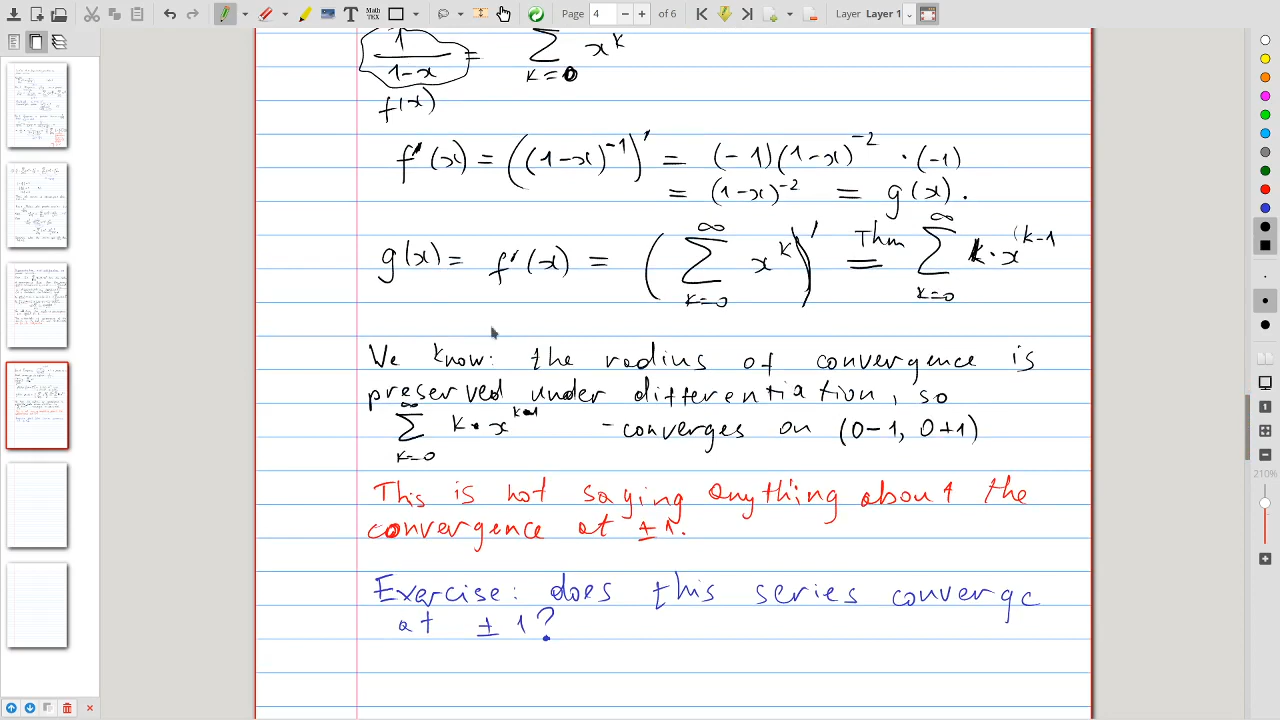 Page 4 of 6 Layer Layer 1
Math TEX T
1/(1-x) = ∑_{k=0} x^k
f(x)
f'(x) = ((1-x)^{-1})' = (-1)(1-x)^{-2} · (-1)
= (1-x)^{-2} = g(x).
g(x) = f'(x) = (∑_{k=0}^{∞} x^k)' =^{Thm} ∑_{k=0}^{∞} k·x^{k-1}
We know: the radius of convergence is
preserved under differentiation, so
∑_{k=0}^{∞} k·x^{k-1} -converges on (0-1, 0+1)
This is not saying anything about the
convergence at ±1.
Exercise: does this series converge
at ±1?
210%